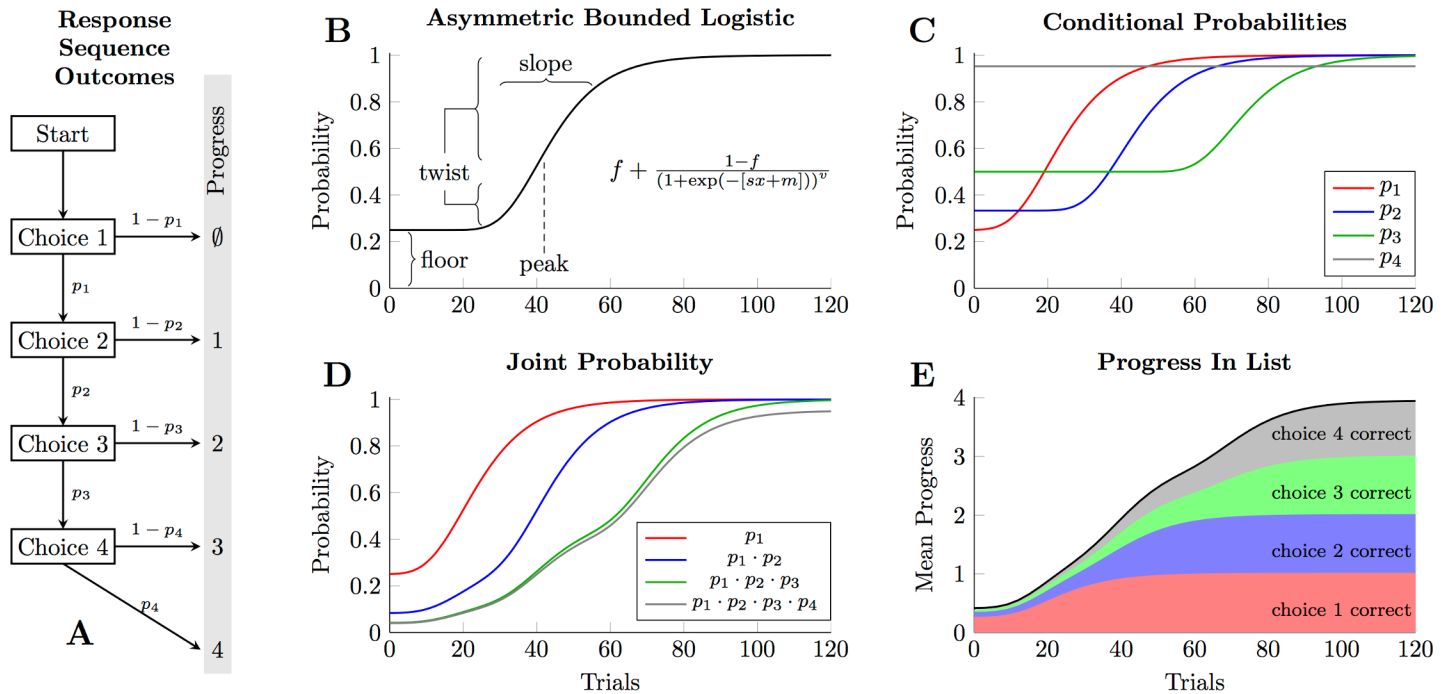 Response
Sequence
Outcomes
Progress
Start
Choice 1
1 − p₁
∅
p₁
Choice 2
1 − p₂
1
p₂
Choice 3
1 − p₃
2
p₃
Choice 4
1 − p₄
3
p₄
A
4
B
Asymmetric Bounded Logistic
Probability
1
0.8
0.6
0.4
0.2
0
slope
twist
floor
peak
f + 1−f / (1+exp(−[sx+m]))ᵛ
0 20 40 60 80 100 120
C
Conditional Probabilities
Probability
1
0.8
0.6
0.4
0.2
0
p₁
p₂
p₃
p₄
0 20 40 60 80 100 120
D
Joint Probability
Probability
1
0.8
0.6
0.4
0.2
0
p₁
p₁ · p₂
p₁ · p₂ · p₃
p₁ · p₂ · p₃ · p₄
0 20 40 60 80 100 120
Trials
E
Progress In List
Mean Progress
4
3
2
1
0
choice 4 correct
choice 3 correct
choice 2 correct
choice 1 correct
0 20 40 60 80 100 120
Trials